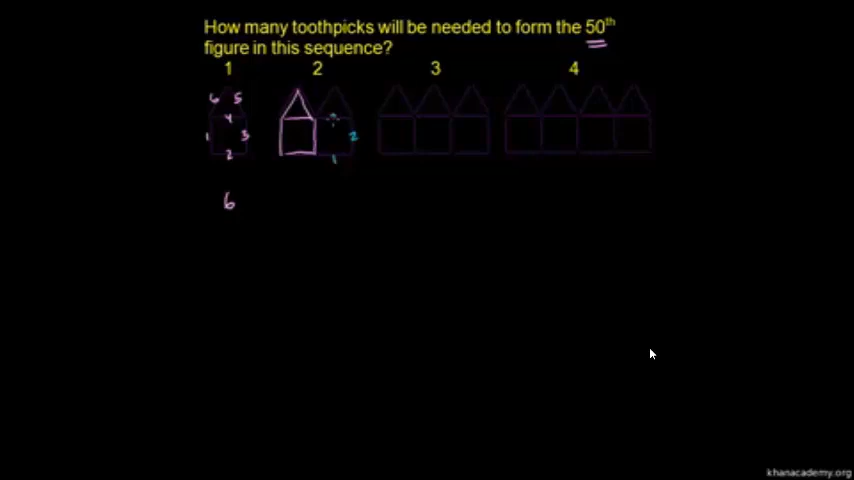 How many toothpicks will be needed to form the 50th
figure in this sequence?
1 2 3 4
6 5
4
1 3 2
2 1
6
khanacademy.org